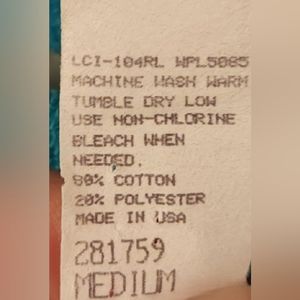 LCI-104RL WPL5085
MACHINE WASH WARM
TUMBLE DRY LOW
USE NON-CHLORINE
BLEACH WHEN
NEEDED.
80% COTTON
20% POLYESTER
MADE IN USA
281759
MEDIUM